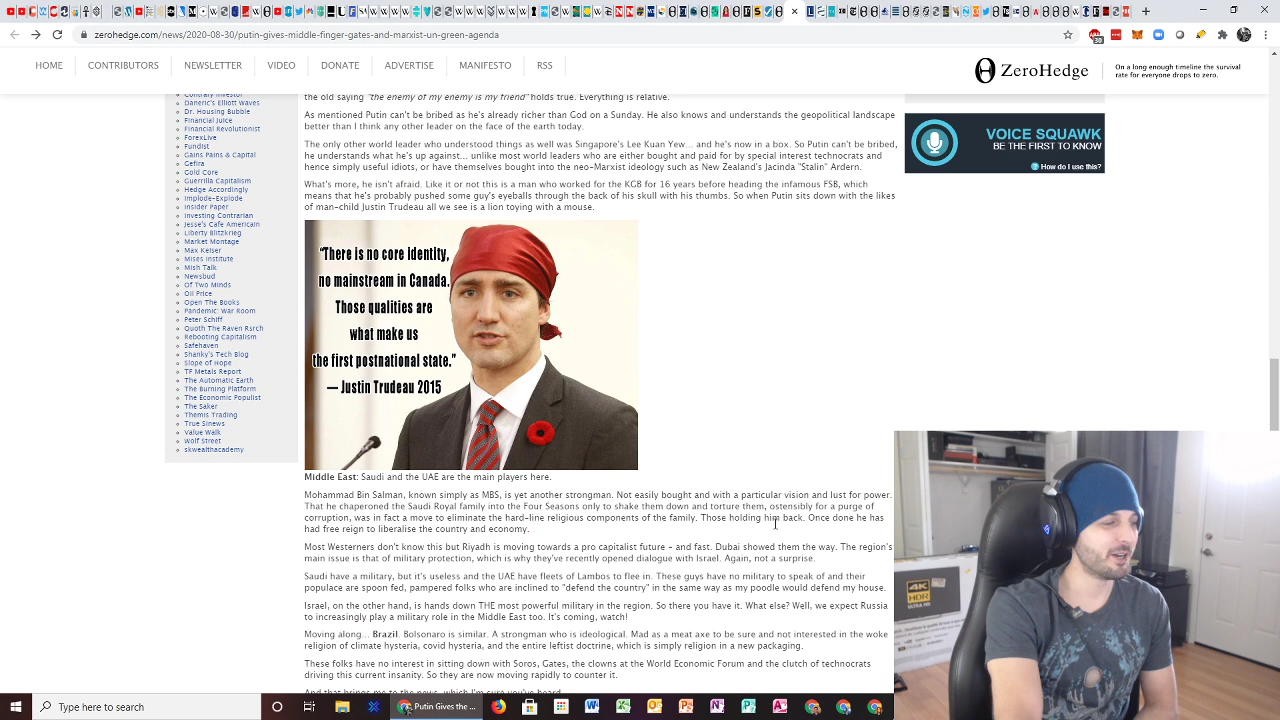 zerohedge.com/news/2020-08-30/putin-gives-middle-finger-gates-and-marxist-un-green-agenda
30
HOME
CONTRIBUTORS
NEWSLETTER
VIDEO
DONATE
ADVERTISE
MANIFESTO
RSS
ZeroHedge
On a long enough timeline the survival
rate for everyone drops to zero.
Contrary Investor
Daneric's Elliott Waves
Dr. Housing Bubble
Financial Juice
Financial Revolutionist
ForexLive
Fundist
Gains Pains & Capital
Gefira
Gold Core
Guerrilla Capitalism
Hedge Accordingly
Implode-Explode
Insider Paper
Investing Contrarian
Jesse's Cafe Americain
Liberty Blitzkrieg
Market Montage
Max Keiser
Mises Institute
Mish Talk
Newsbud
Of Two Minds
Oil Price
Open The Books
Pandemic: War Room
Peter Schiff
Quoth The Raven Rsrch
Rebooting Capitalism
Safehaven
Shanky's Tech Blog
Slope of Hope
TF Metals Report
The Automatic Earth
The Burning Platform
The Economic Populist
The Saker
Themis Trading
True Sinews
Value Walk
Wolf Street
skwealthacademy
the old saying "the enemy of my enemy is my friend" holds true. Everything is relative.
As mentioned Putin can't be bribed as he's already richer than God on a Sunday. He also knows and understands the geopolitical landscape
better than I think any other leader on the face of the earth today.
The only other world leader who understood things as well was Singapore's Lee Kuan Yew... and he's now in a box. So Putin can't be bribed,
he understands what he's up against... unlike most world leaders who are either bought and paid for by special interest technocrats and
hence simply useful idiots, or have themselves bought into the neo-Marxist ideology such as New Zealand's Jacinda "Stalin" Ardern.
What's more, he isn't afraid. Like it or not this is a man who worked for the KGB for 16 years before heading the infamous FSB, which
means that he's probably pushed some guy's eyeballs through the back of his skull with his thumbs. So when Putin sits down with the likes
of man-child Justin Trudeau all we see is a lion toying with a mouse.
"There is no core identity,
no mainstream in Canada.
Those qualities are
what make us
the first postnational state."
— Justin Trudeau 2015
Middle East: Saudi and the UAE are the main players here.
Mohammad Bin Salman, known simply as MBS, is yet another strongman. Not easily bought and with a particular vision and lust for power.
That he chaperoned the Saudi Royal family into the Four Seasons only to shake them down and torture them, ostensibly for a purge of
corruption, was in fact a move to eliminate the hard-line religious components of the family. Those holding him back. Once done he has
had free reign to liberalise the country and economy.
Most Westerners don't know this but Riyadh is moving towards a pro capitalist future – and fast. Dubai showed them the way. The region's
main issue is that of military protection, which is why they've recently opened dialogue with Israel. Again, not a surprise.
Saudi have a military, but it's useless and the UAE have fleets of Lambos to flee in. These guys have no military to speak of and their
populace are spoon fed, pampered folks who are inclined to "defend the country" in the same way as my poodle would defend my house.
Israel, on the other hand, is hands down THE most powerful military in the region. So there you have it. What else? Well, we expect Russia
to increasingly play a military role in the Middle East too. It's coming, watch!
Moving along... Brazil. Bolsonaro is similar. A strongman who is ideological. Mad as a meat axe to be sure and not interested in the woke
religion of climate hysteria, covid hysteria, and the entire leftist doctrine, which is simply religion in a new packaging.
These folks have no interest in sitting down with Soros, Gates, the clowns at the World Economic Forum and the clutch of technocrats
driving this current insanity. So they are now moving rapidly to counter it.
And that brings me to the news, which I'm sure you've heard
VOICE SQUAWK
BE THE FIRST TO KNOW
How do I use this?
4K
HDR
ULTRA HD
Type here to search
Putin Gives the ...